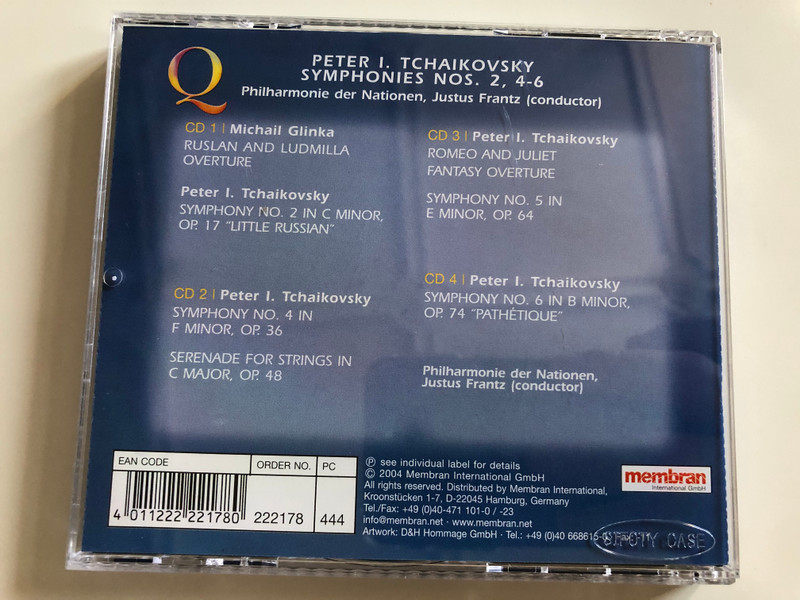 Q
PETER I. TCHAIKOVSKY
SYMPHONIES NOS. 2, 4-6
Philharmonie der Nationen, Justus Frantz (conductor)
CD 1 | Michail Glinka
RUSLAN AND LUDMILLA
OVERTURE
Peter I. Tchaikovsky
SYMPHONY NO. 2 IN C MINOR,
OP. 17 "LITTLE RUSSIAN"
CD 2 | Peter I. Tchaikovsky
SYMPHONY NO. 4 IN
F MINOR, OP. 36
SERENADE FOR STRINGS IN
C MAJOR, OP. 48
CD 3 | Peter I. Tchaikovsky
ROMEO AND JULIET
FANTASY OVERTURE
SYMPHONY NO. 5 IN
E MINOR, OP. 64
CD 4 | Peter I. Tchaikovsky
SYMPHONY NO. 6 IN B MINOR,
OP. 74 "PATHÉTIQUE"
Philharmonie der Nationen,
Justus Frantz (conductor)
EAN CODE
ORDER NO.
PC
4 011222 221780
222178
444
Ⓟ see individual label for details
© 2004 Membran International GmbH
All rights reserved. Distributed by Membran International,
Kroonstücken 1-7, D-22045 Hamburg, Germany
Tel./Fax: +49 (0)40-471 101-0 / -23
info@membran.net · www.membran.net
Artwork: D&H Hommage GmbH · Tel.: +49 (0)40 668615-
membran
International GmbH
CASE